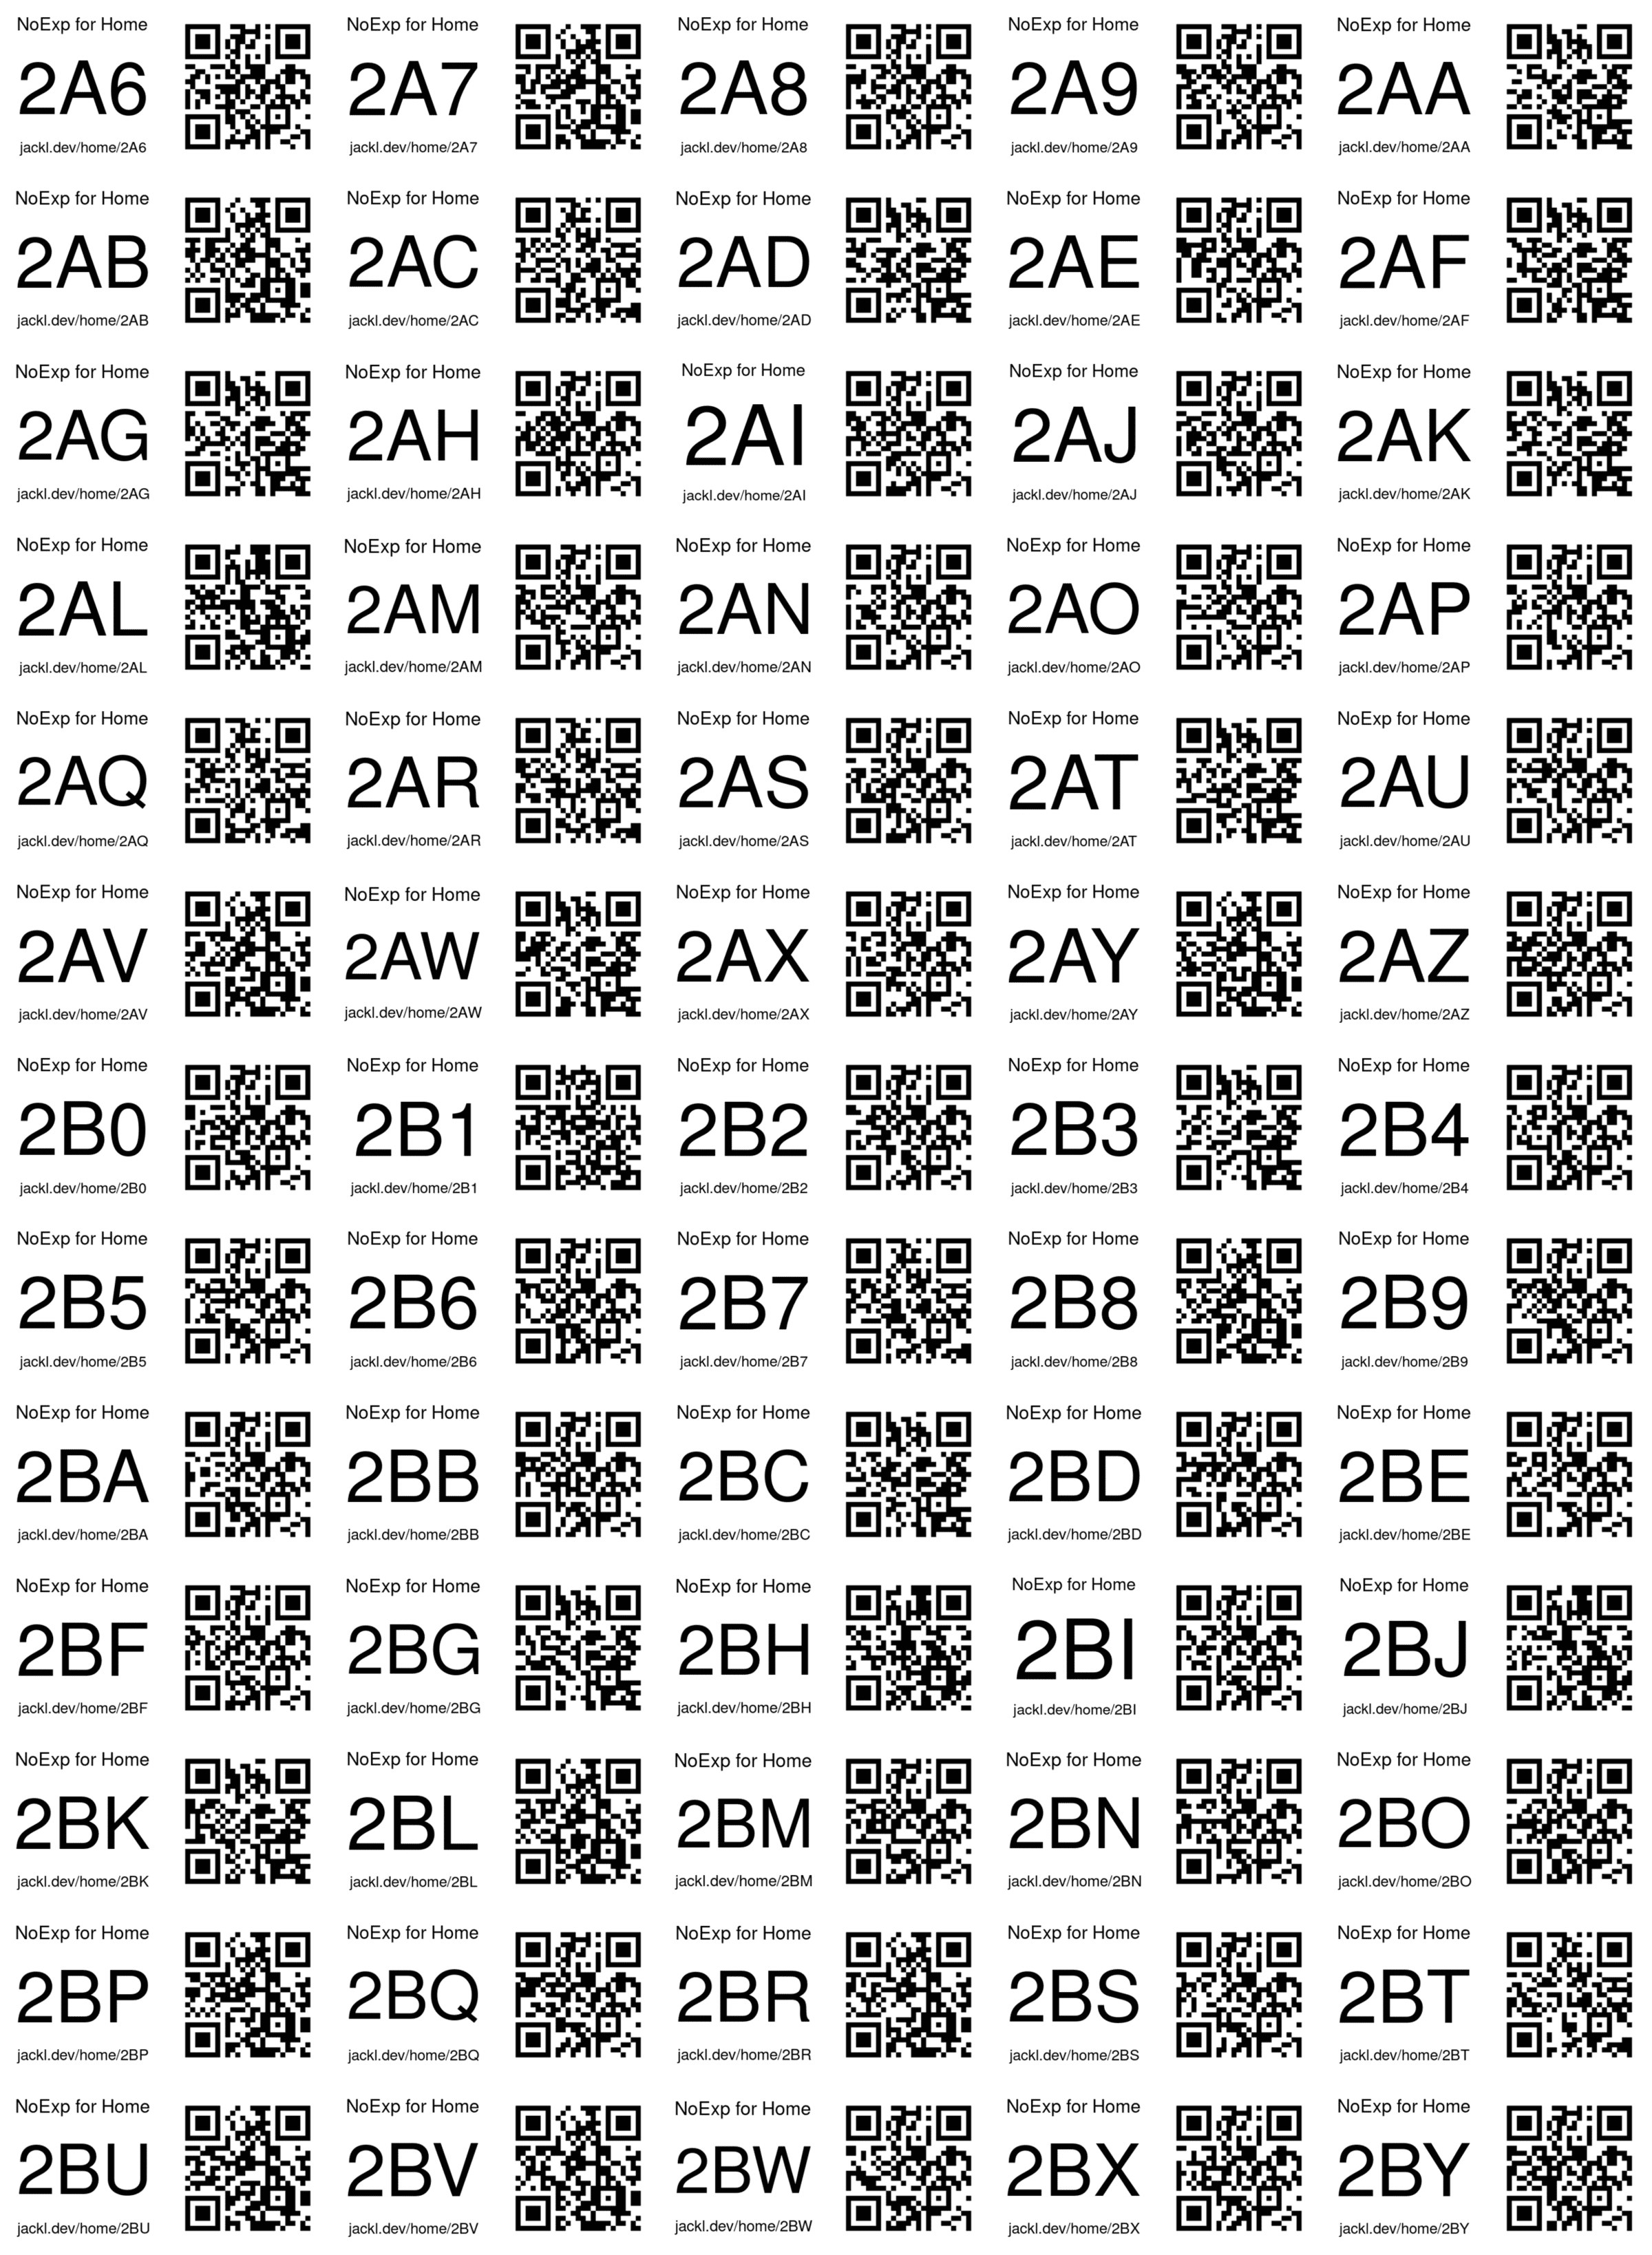 NoExp for Home
2A6
jackl.dev/home/2A6
NoExp for Home
2A7
jackl.dev/home/2A7
NoExp for Home
2A8
jackl.dev/home/2A8
NoExp for Home
2A9
jackl.dev/home/2A9
NoExp for Home
2AA
jackl.dev/home/2AA
NoExp for Home
2AB
jackl.dev/home/2AB
NoExp for Home
2AC
jackl.dev/home/2AC
NoExp for Home
2AD
jackl.dev/home/2AD
NoExp for Home
2AE
jackl.dev/home/2AE
NoExp for Home
2AF
jackl.dev/home/2AF
NoExp for Home
2AG
jackl.dev/home/2AG
NoExp for Home
2AH
jackl.dev/home/2AH
NoExp for Home
2AI
jackl.dev/home/2AI
NoExp for Home
2AJ
jackl.dev/home/2AJ
NoExp for Home
2AK
jackl.dev/home/2AK
NoExp for Home
2AL
jackl.dev/home/2AL
NoExp for Home
2AM
jackl.dev/home/2AM
NoExp for Home
2AN
jackl.dev/home/2AN
NoExp for Home
2AO
jackl.dev/home/2AO
NoExp for Home
2AP
jackl.dev/home/2AP
NoExp for Home
2AQ
jackl.dev/home/2AQ
NoExp for Home
2AR
jackl.dev/home/2AR
NoExp for Home
2AS
jackl.dev/home/2AS
NoExp for Home
2AT
jackl.dev/home/2AT
NoExp for Home
2AU
jackl.dev/home/2AU
NoExp for Home
2AV
jackl.dev/home/2AV
NoExp for Home
2AW
jackl.dev/home/2AW
NoExp for Home
2AX
jackl.dev/home/2AX
NoExp for Home
2AY
jackl.dev/home/2AY
NoExp for Home
2AZ
jackl.dev/home/2AZ
NoExp for Home
2B0
jackl.dev/home/2B0
NoExp for Home
2B1
jackl.dev/home/2B1
NoExp for Home
2B2
jackl.dev/home/2B2
NoExp for Home
2B3
jackl.dev/home/2B3
NoExp for Home
2B4
jackl.dev/home/2B4
NoExp for Home
2B5
jackl.dev/home/2B5
NoExp for Home
2B6
jackl.dev/home/2B6
NoExp for Home
2B7
jackl.dev/home/2B7
NoExp for Home
2B8
jackl.dev/home/2B8
NoExp for Home
2B9
jackl.dev/home/2B9
NoExp for Home
2BA
jackl.dev/home/2BA
NoExp for Home
2BB
jackl.dev/home/2BB
NoExp for Home
2BC
jackl.dev/home/2BC
NoExp for Home
2BD
jackl.dev/home/2BD
NoExp for Home
2BE
jackl.dev/home/2BE
NoExp for Home
2BF
jackl.dev/home/2BF
NoExp for Home
2BG
jackl.dev/home/2BG
NoExp for Home
2BH
jackl.dev/home/2BH
NoExp for Home
2BI
jackl.dev/home/2BI
NoExp for Home
2BJ
jackl.dev/home/2BJ
NoExp for Home
2BK
jackl.dev/home/2BK
NoExp for Home
2BL
jackl.dev/home/2BL
NoExp for Home
2BM
jackl.dev/home/2BM
NoExp for Home
2BN
jackl.dev/home/2BN
NoExp for Home
2BO
jackl.dev/home/2BO
NoExp for Home
2BP
jackl.dev/home/2BP
NoExp for Home
2BQ
jackl.dev/home/2BQ
NoExp for Home
2BR
jackl.dev/home/2BR
NoExp for Home
2BS
jackl.dev/home/2BS
NoExp for Home
2BT
jackl.dev/home/2BT
NoExp for Home
2BU
jackl.dev/home/2BU
NoExp for Home
2BV
jackl.dev/home/2BV
NoExp for Home
2BW
jackl.dev/home/2BW
NoExp for Home
2BX
jackl.dev/home/2BX
NoExp for Home
2BY
jackl.dev/home/2BY